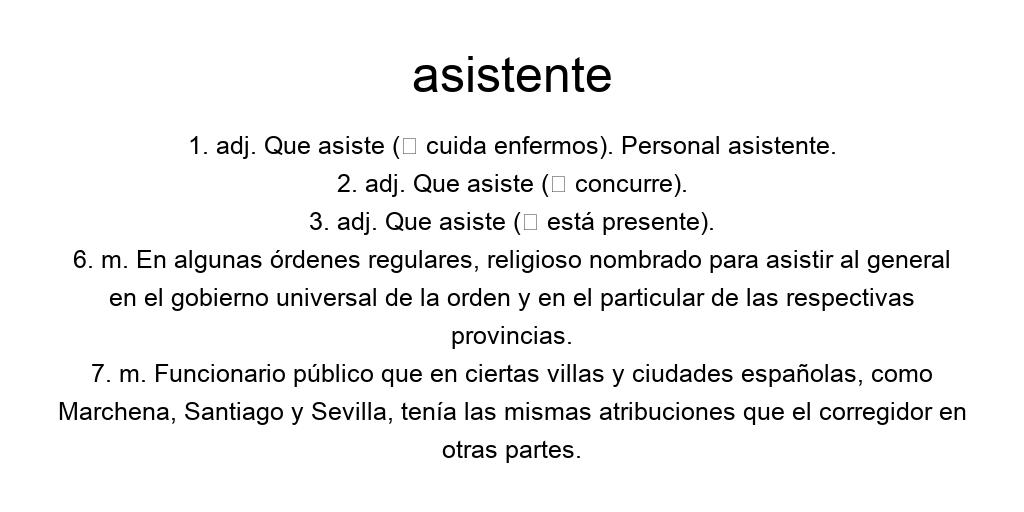 asistente
1. adj. Que asiste (□ cuida enfermos). Personal asistente.
2. adj. Que asiste (□ concurre).
3. adj. Que asiste (□ está presente).
6. m. En algunas órdenes regulares, religioso nombrado para asistir al general
en el gobierno universal de la orden y en el particular de las respectivas
provincias.
7. m. Funcionario público que en ciertas villas y ciudades españolas, como
Marchena, Santiago y Sevilla, tenía las mismas atribuciones que el corregidor en
otras partes.